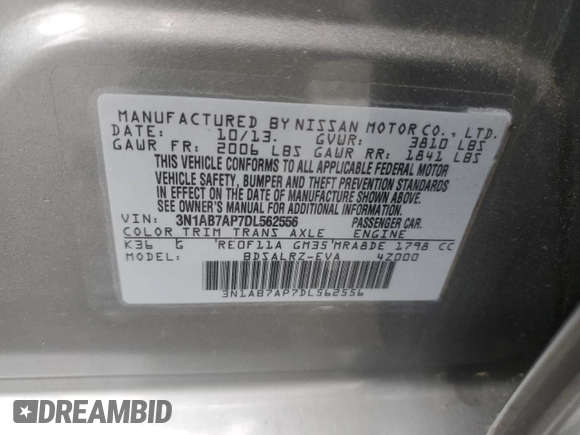 MANUFACTURED BY NISSAN MOTOR CO., LTD.
DATE: 10/13. GVWR: 3810 LBS
GAWR FR: 2006 LBS GAWR RR: 1841 LBS
THIS VEHICLE CONFORMS TO ALL APPLICABLE FEDERAL MOTOR
VEHICLE SAFETY, BUMPER AND THEFT PREVENTION STANDARDS
IN EFFECT ON THE DATE OF MANUFACTURE SHOWN ABOVE.
SEE OWNER'S MANUAL FOR ADDITIONAL INFORMATION.
VIN: 3N1AB7AP7DL562556 PASSENGER CAR.
COLOR TRIM TRANS AXLE ENGINE
K36 G RE0F11A GM35 MRA8DE 1798 CC
MODEL: BDSALRZ-EVA 4Z000
3N1AB7AP7DL562556
DREAMBID